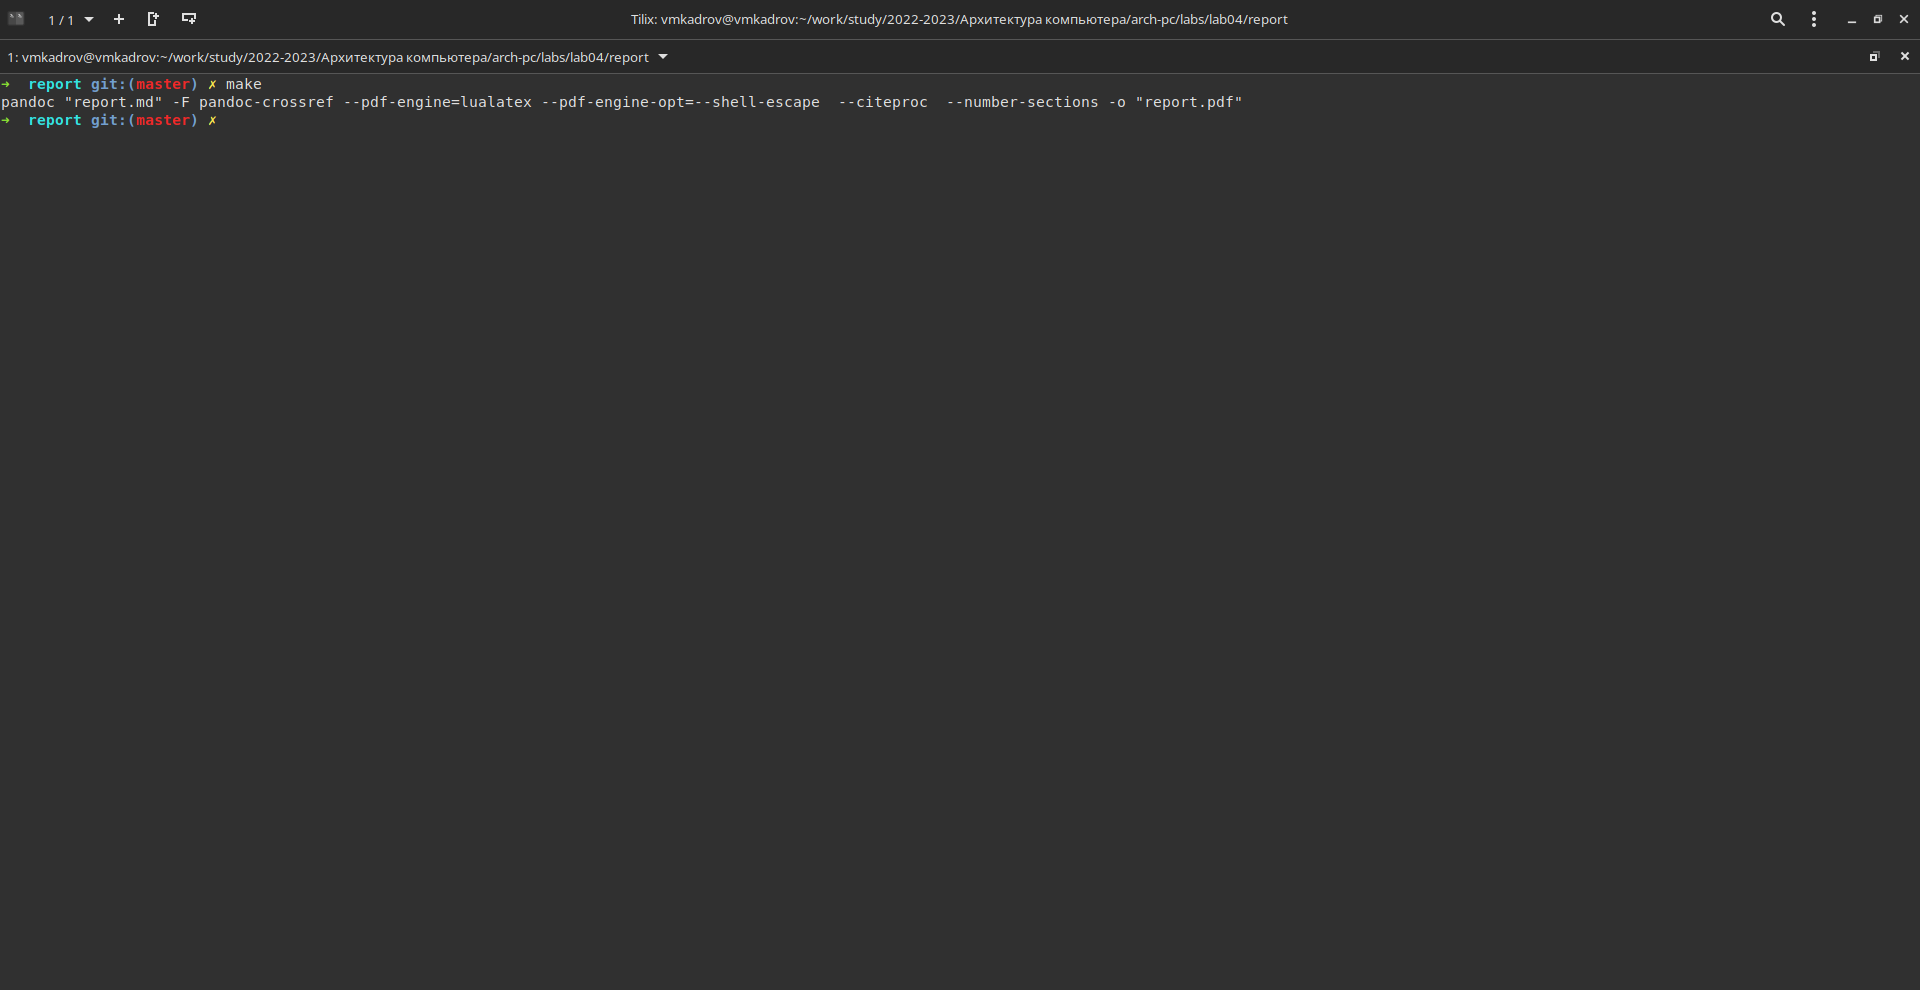 1 / 1
Tilix: vmkadrov@vmkadrov:~/work/study/2022-2023/Архитектура компьютера/arch-pc/labs/lab04/report
1: vmkadrov@vmkadrov:~/work/study/2022-2023/Архитектура компьютера/arch-pc/labs/lab04/report
➜  report git:(master) ✗ make
pandoc "report.md" -F pandoc-crossref --pdf-engine=lualatex --pdf-engine-opt=--shell-escape  --citeproc  --number-sections -o "report.pdf"
➜  report git:(master) ✗